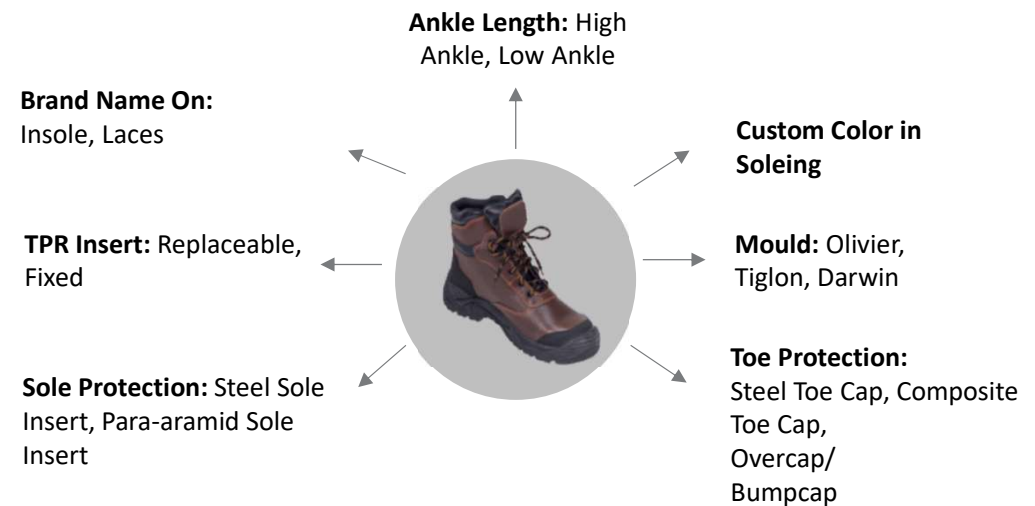 Ankle Length: High
Ankle, Low Ankle
Brand Name On:
Insole, Laces
Custom Color in
Soleing
TPR Insert: Replaceable,
Fixed
Mould: Olivier,
Tiglon, Darwin
Sole Protection: Steel Sole
Insert, Para-aramid Sole
Insert
Toe Protection:
Steel Toe Cap, Composite
Toe Cap,
Overcap/
Bumpcap